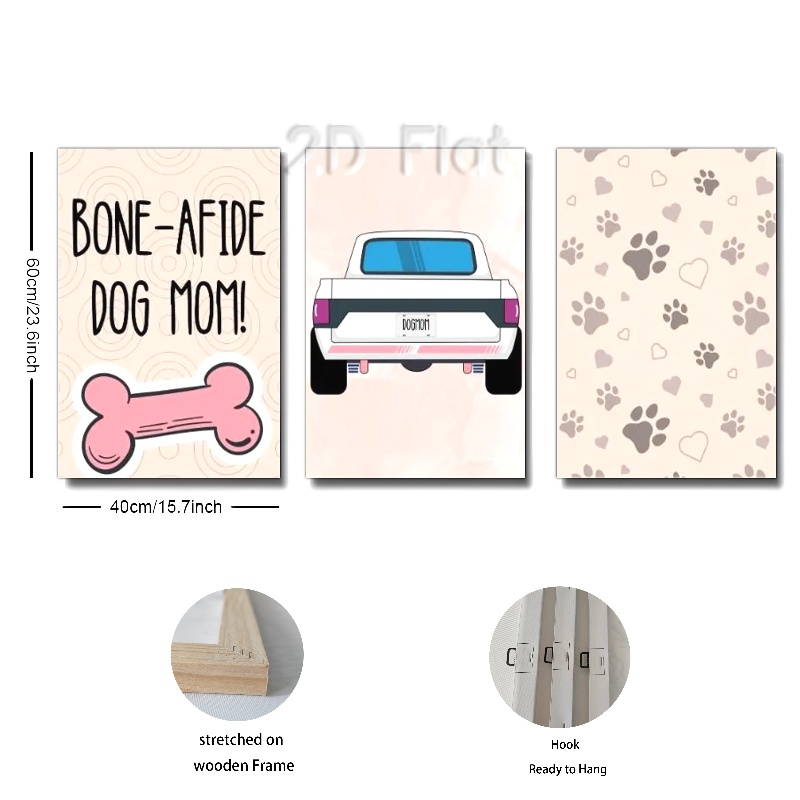 2D Flat
BONE-AFIDE
DOG MOM!
DOGMOM
60cm/23.6inch
40cm/15.7inch
stretched on
wooden Frame
Hook
Ready to Hang